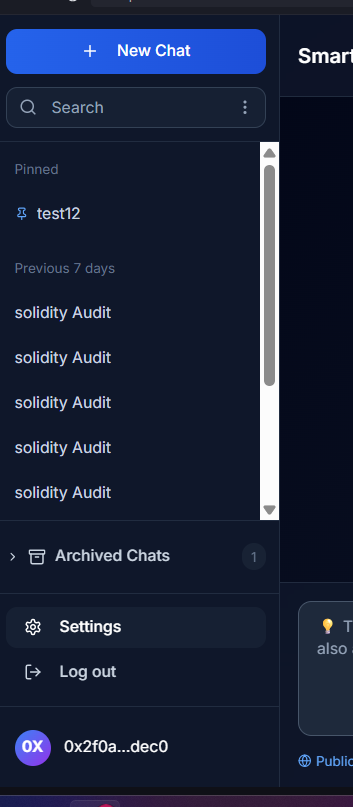 New Chat
Smart
Search
Pinned
test12
Previous 7 days
solidity Audit
solidity Audit
solidity Audit
solidity Audit
solidity Audit
Archived Chats
1
Settings
Log out
also
0X
0x2f0a...dec0
Public